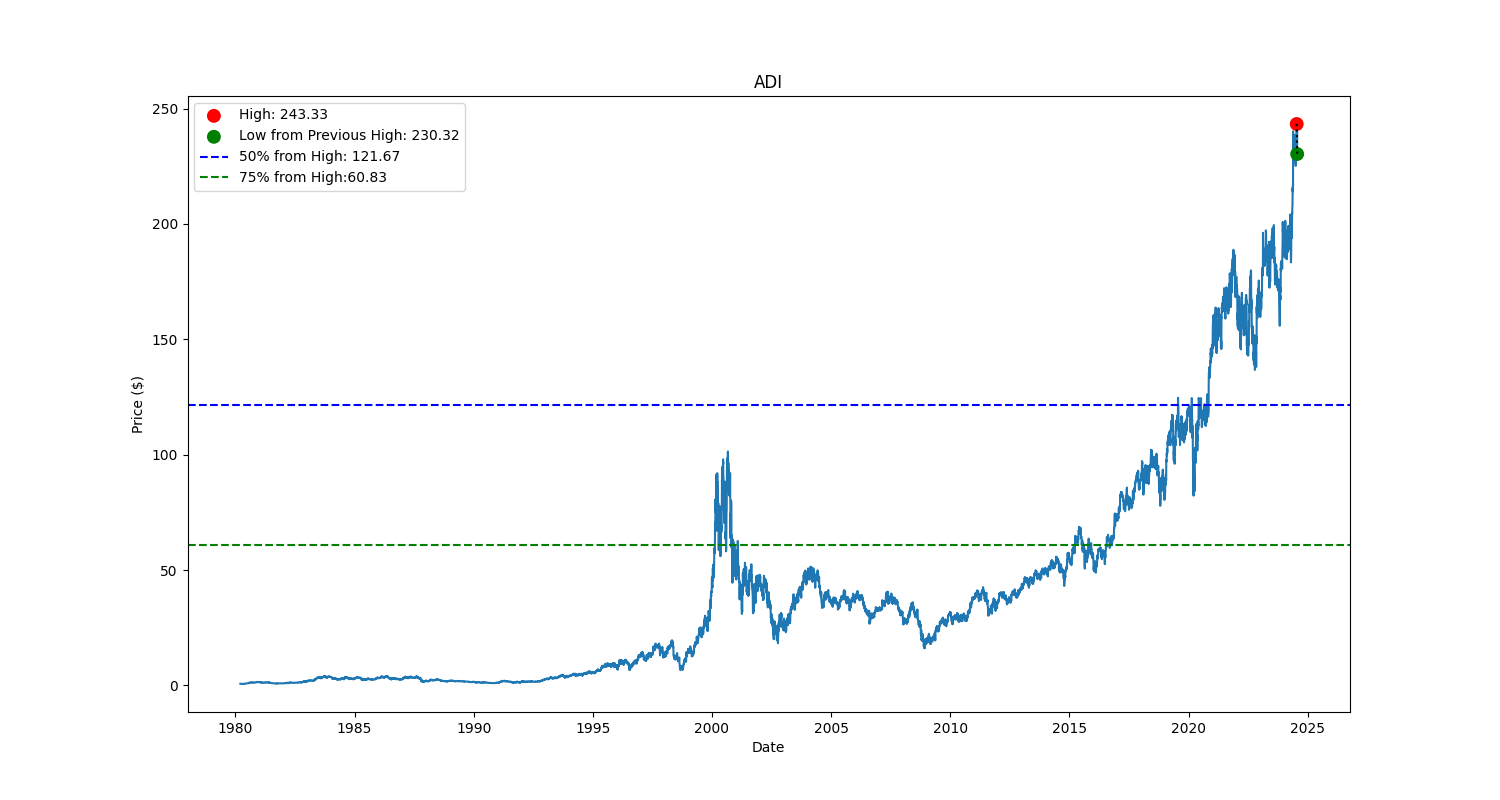 ADI
High: 243.33
Low from Previous High: 230.32
50% from High: 121.67
75% from High:60.83
250
200
150
100
50
0
Price ($)
1980 1985 1990 1995 2000 2005 2010 2015 2020 2025
Date